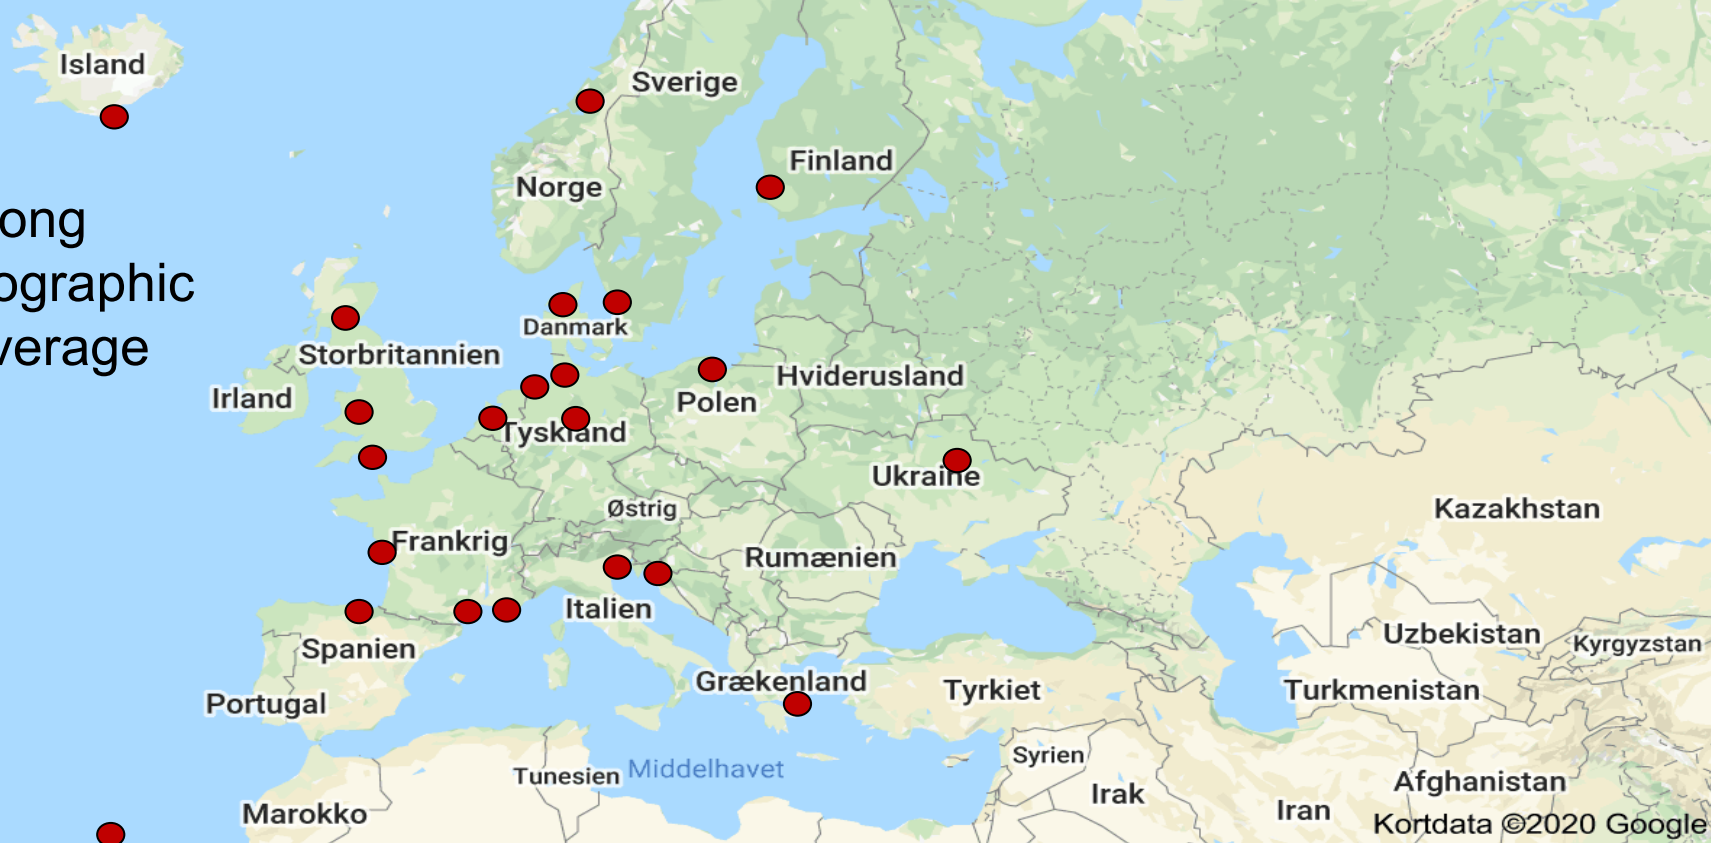 Island
Sverige
Finland
Norge
ong
ographic
verage
Danmark
Storbritannien
Irland
Hviderusland
Polen
Tyskland
Ukraine
Østrig
Kazakhstan
Frankrig
Rumænien
Italien
Uzbekistan
Kyrgyzstan
Spanien
Grækenland
Tyrkiet
Turkmenistan
Portugal
Syrien
Tunesien
Middelhavet
Afghanistan
Irak
Iran
Marokko
Kortdata ©2020 Google